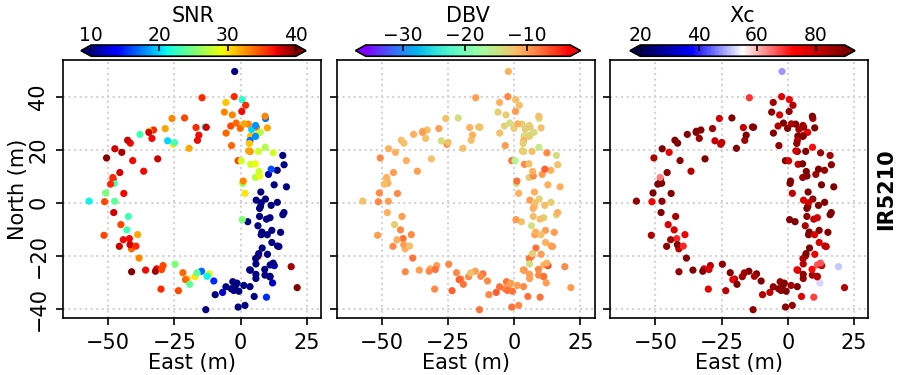 SNR DBV Xc
10 20 30 40 −30 −20 −10 20 40 60 80
North (m)
40
20
0
−20
−40
−50 −25 0 25 −50 −25 0 25 −50 −25 0 25
East (m) East (m) East (m)
IR5210